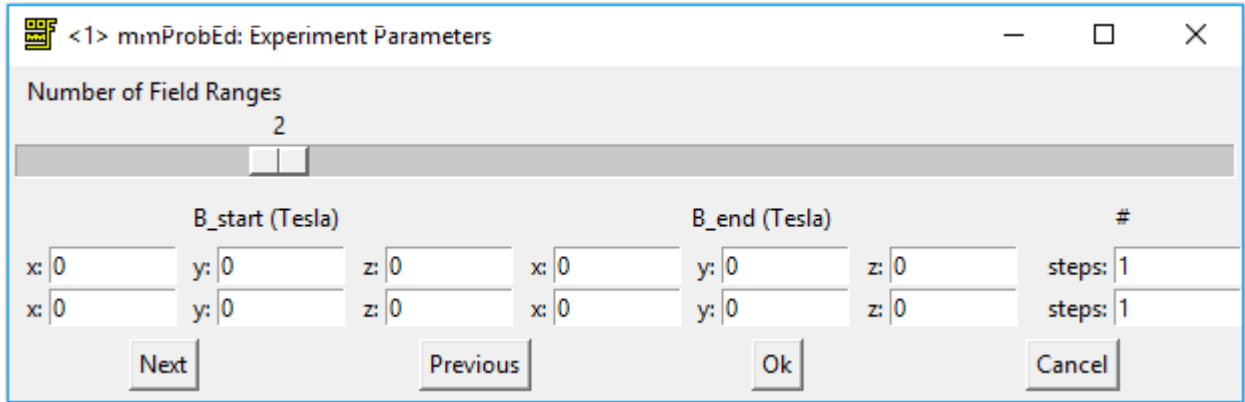 <1> mmProbEd: Experiment Parameters
Number of Field Ranges
2
B_start (Tesla) B_end (Tesla) #
x: 0 y: 0 z: 0 x: 0 y: 0 z: 0 steps: 1
x: 0 y: 0 z: 0 x: 0 y: 0 z: 0 steps: 1
Next Previous Ok Cancel